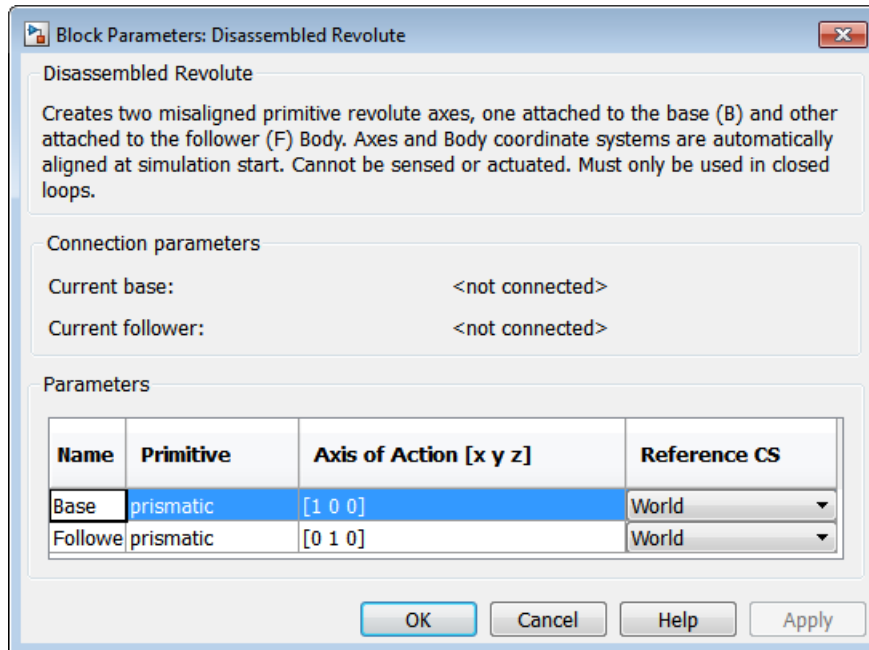 Block Parameters: Disassembled Revolute
Disassembled Revolute
Creates two misaligned primitive revolute axes, one attached to the base (B) and other
attached to the follower (F) Body. Axes and Body coordinate systems are automatically
aligned at simulation start. Cannot be sensed or actuated. Must only be used in closed
loops.
Connection parameters
Current base: <not connected>
Current follower: <not connected>
Parameters
Name Primitive Axis of Action [x y z] Reference CS
Base prismatic [1 0 0] World
Followe prismatic [0 1 0] World
OK Cancel Help Apply